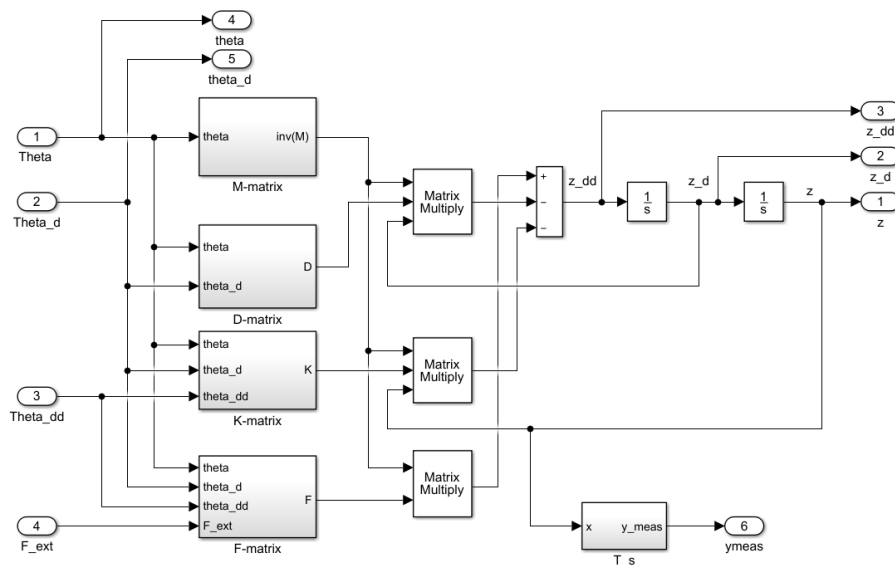 4
theta
5
theta_d
1
Theta
theta
inv(M)
M-matrix
2
Theta_d
theta
theta_d
D
D-matrix
theta
theta_d
theta_dd
K
K-matrix
3
Theta_dd
theta
theta_d
theta_dd
F_ext
F
F-matrix
4
F_ext
Matrix
Multiply
Matrix
Multiply
Matrix
Multiply
+
−
−
z_dd
1
s
z_d
1
s
z
3
z_dd
2
z_d
1
z
x
y_meas
T_s
6
ymeas